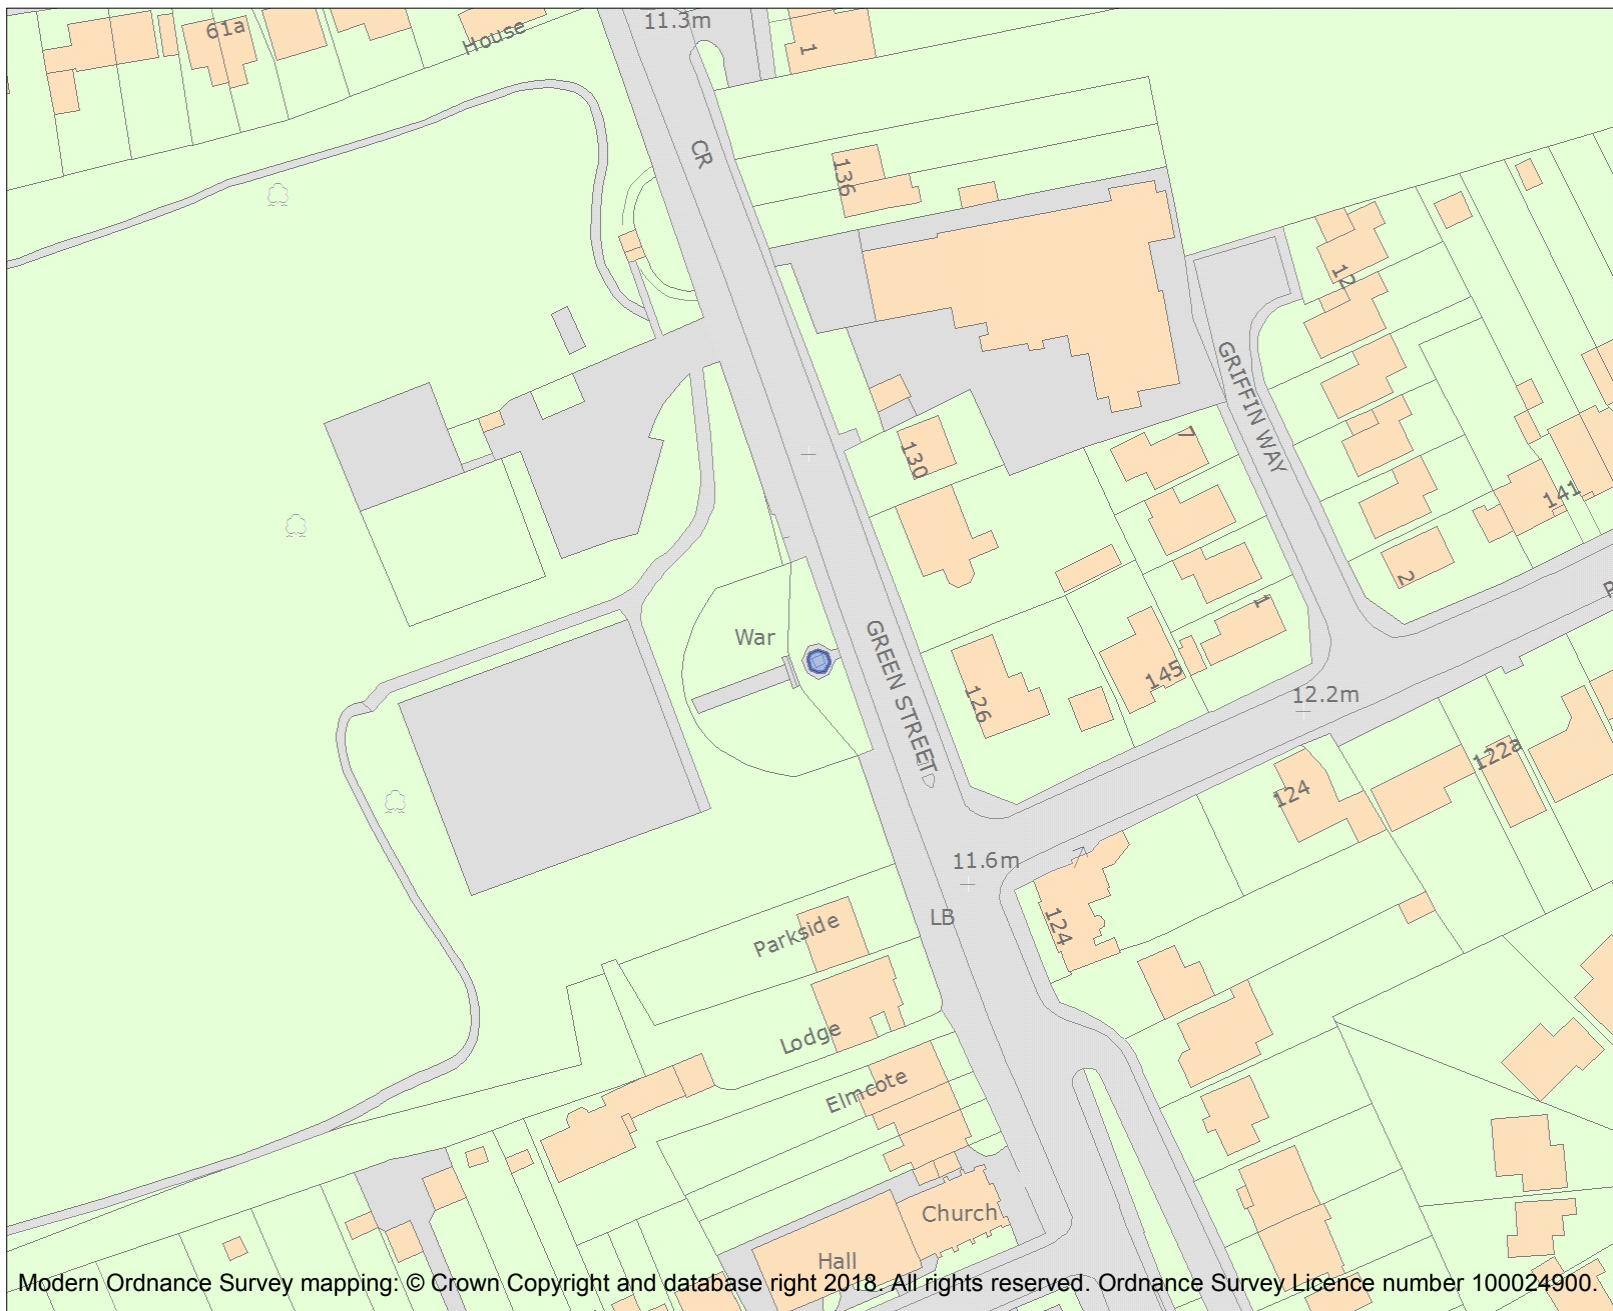 61a
House
11.3m
1
CR
136
12
GRIFFIN WAY
130
7
141
2
1
War
GREEN STREET
126
145
12.2m
122a
124
11.6m
124
LB
Parkside
Lodge
Elmcote
Church
Hall
Modern Ordnance Survey mapping: © Crown Copyright and database right 2018. All rights reserved. Ordnance Survey Licence number 100024900.